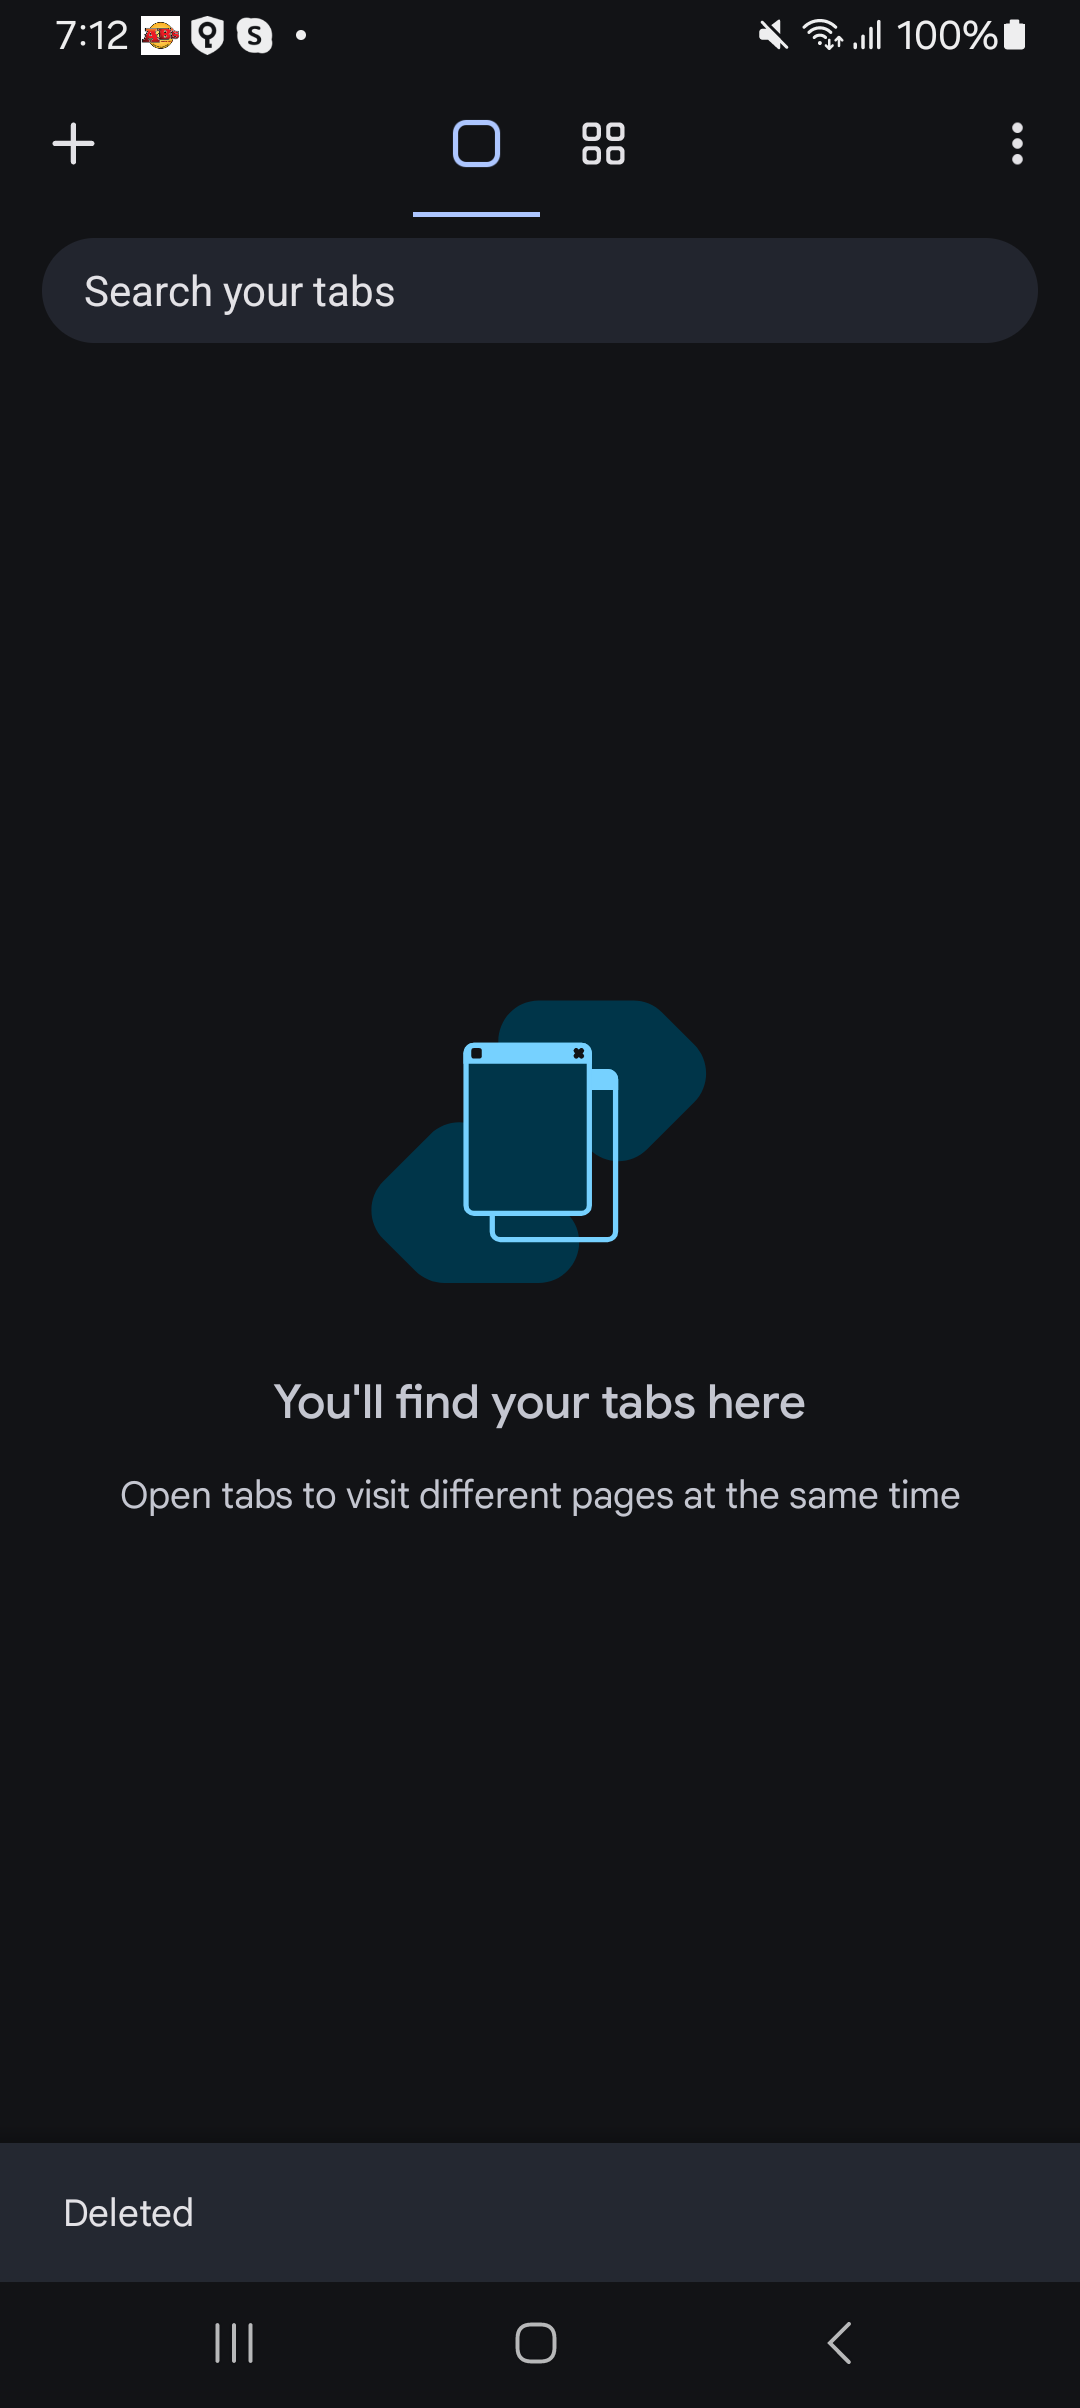 7:12 ABs S 100%
Search your tabs
You'll find your tabs here
Open tabs to visit different pages at the same time
Deleted